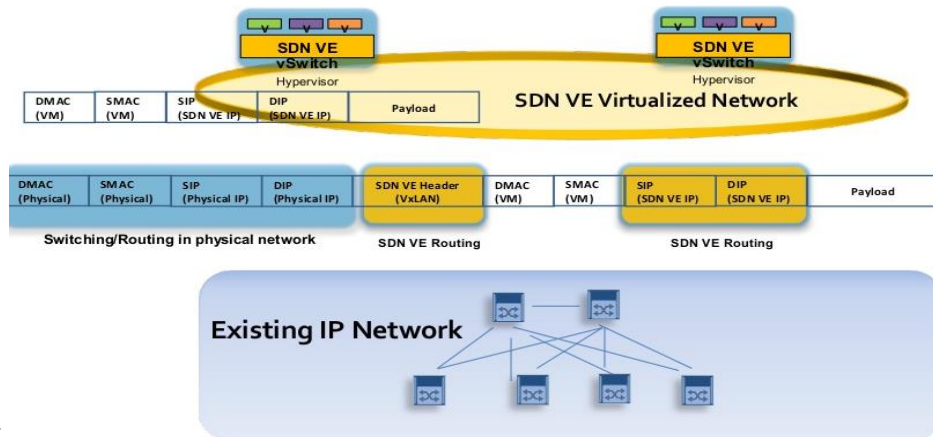 V V V
SDN VE
vSwitch
Hypervisor
V V V
SDN VE
vSwitch
Hypervisor
SDN VE Virtualized Network
DMAC
(VM)
SMAC
(VM)
SIP
(SDN VE IP)
DIP
(SDN VE IP)
Payload
DMAC
(Physical)
SMAC
(Physical)
SIP
(Physical IP)
DIP
(Physical IP)
SDN VE Header
(VxLAN)
DMAC
(VM)
SMAC
(VM)
SIP
(SDN VE IP)
DIP
(SDN VE IP)
Payload
Switching/Routing in physical network
SDN VE Routing
SDN VE Routing
Existing IP Network